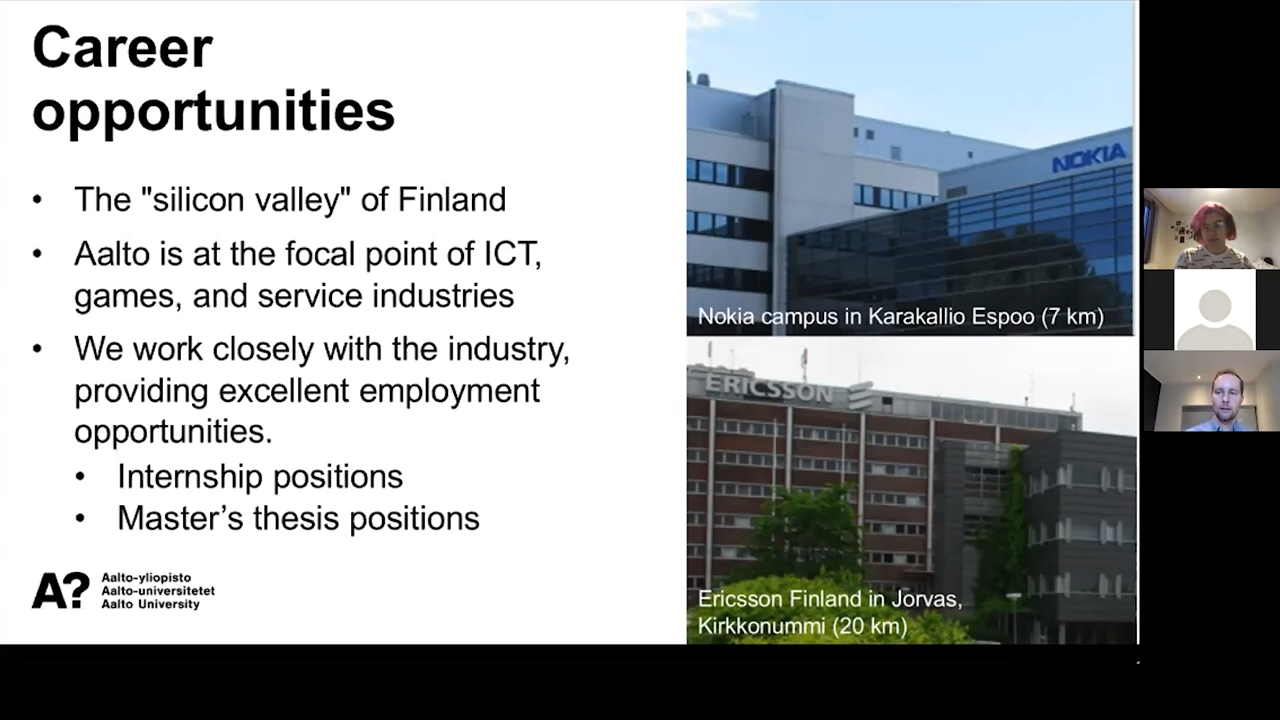 Career
opportunities
• The "silicon valley" of Finland
• Aalto is at the focal point of ICT,
games, and service industries
• We work closely with the industry,
providing excellent employment
opportunities.
• Internship positions
• Master’s thesis positions
A?
Aalto-yliopisto
Aalto-universitetet
Aalto University
NOKIA
Nokia campus in Karakallio Espoo (7 km)
ERICSSON
Ericsson Finland in Jorvas,
Kirkkonummi (20 km)